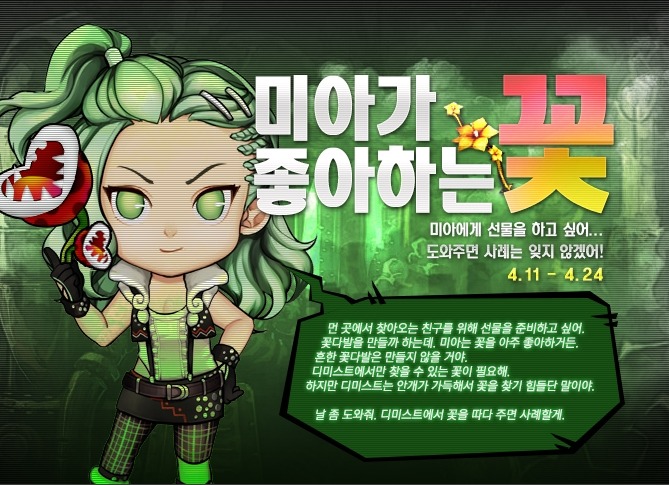 미아가
좋아하는 꽃
미아에게 선물을 하고 싶어...
도와주면 사례는 잊지 않겠어!
4.11 - 4.24
먼 곳에서 찾아오는 친구를 위해 선물을 준비하고 싶어.
꽃다발을 만들까 하는데, 미아는 꽃을 아주 좋아하거든.
흔한 꽃다발은 만들지 않을 거야.
디미스트에서만 찾을 수 있는 꽃이 필요해.
하지만 디미스트는 안개가 가득해서 꽃을 찾기 힘들단 말이야.
날 좀 도와줘. 디미스트에서 꽃을 따다 주면 사례할게.